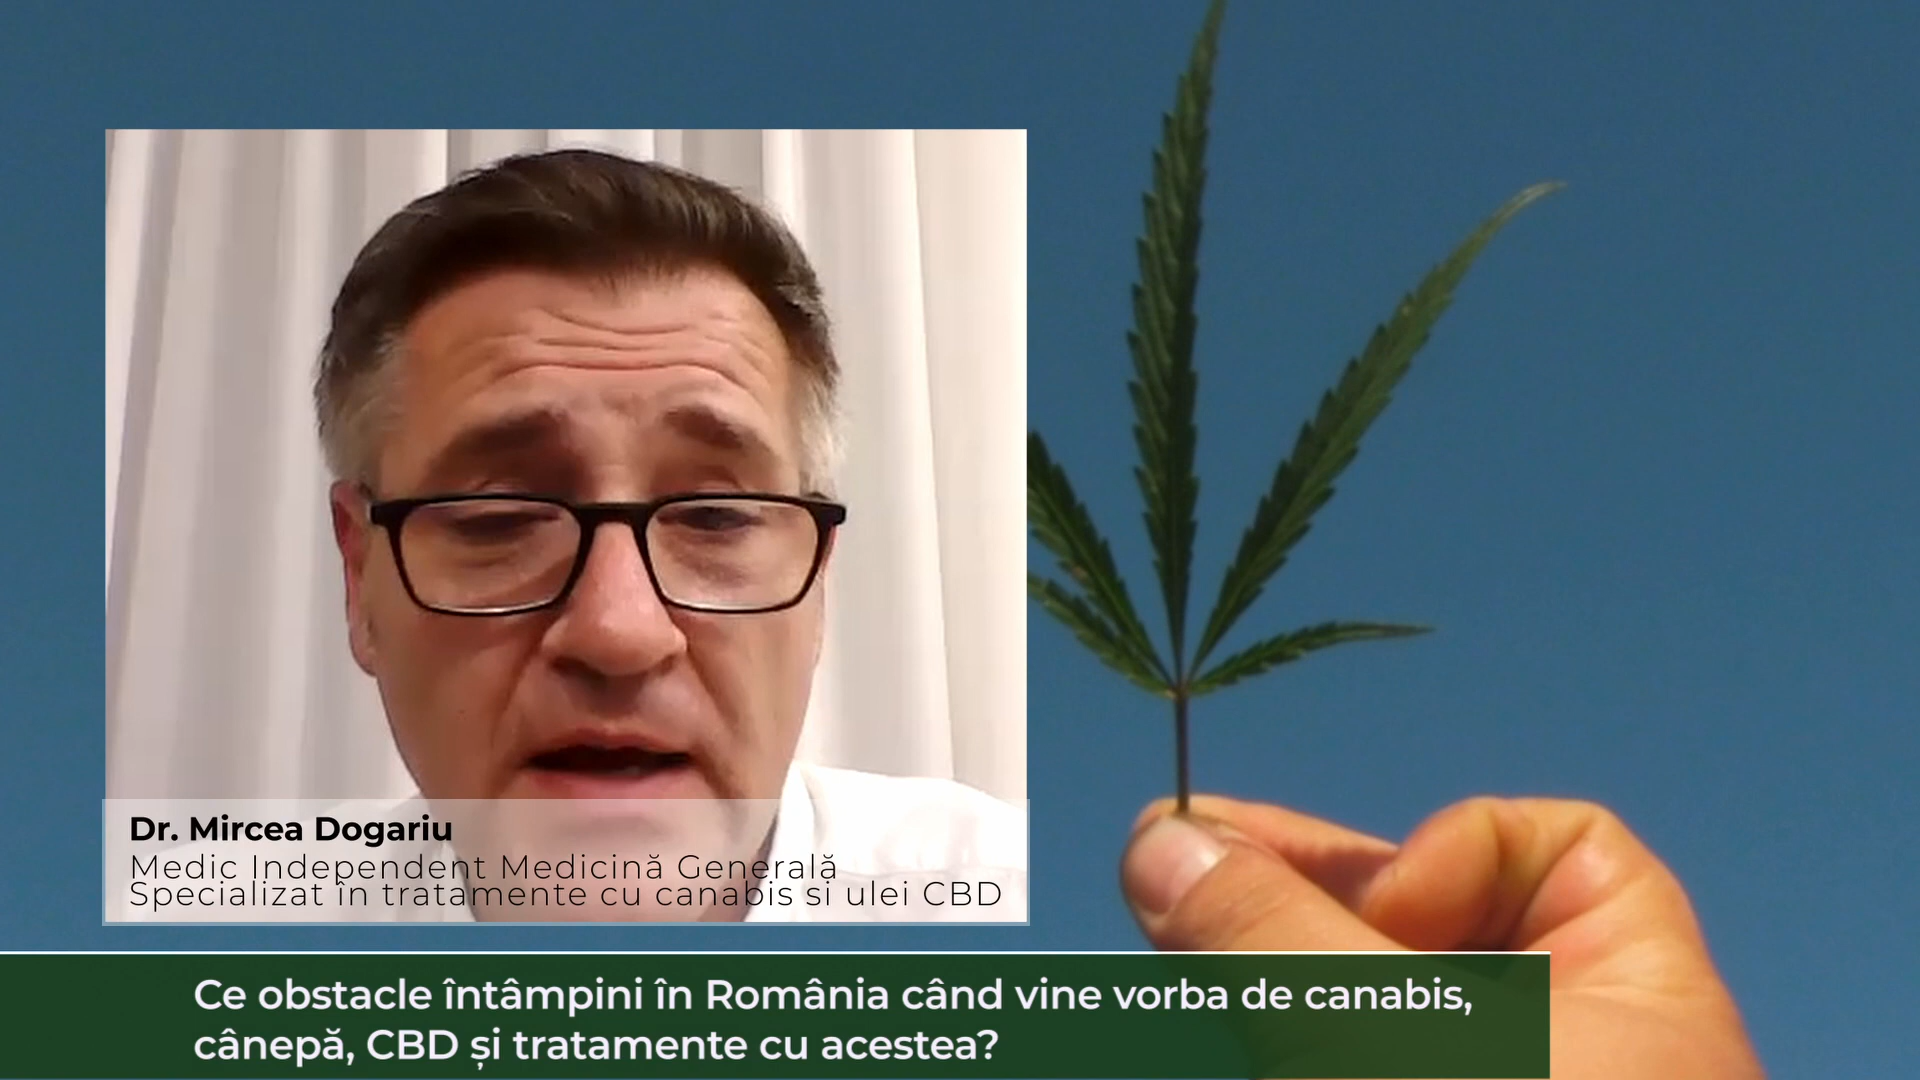 Dr. Mircea Dogariu
Medic Independent Medicină Generală
Specializat în tratamente cu canabis si ulei CBD
Ce obstacle întâmpini în România când vine vorba de canabis,
cânepă, CBD și tratamente cu acestea?